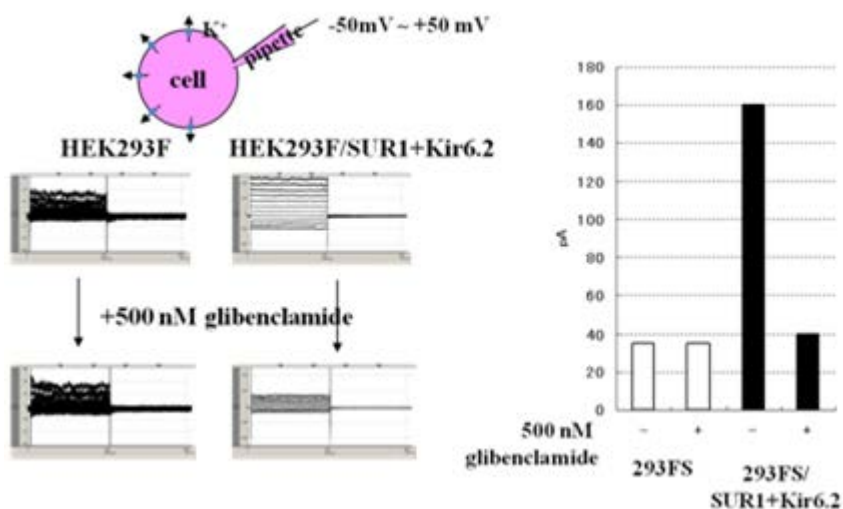 K⁺
-50mV ~ +50 mV
pipette
cell
HEK293F
HEK293F/SUR1+Kir6.2
+500 nM glibenclamide
180
160
140
120
100
80
60
40
20
0
pA
500 nM
glibenclamide
− + − +
293FS
293FS/
SUR1+Kir6.2